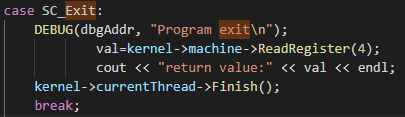 case SC_Exit:
DEBUG(dbgAddr, "Program exit\n");
val=kernel->machine->ReadRegister(4);
cout << "return value:" << val << endl;
kernel->currentThread->Finish();
break;